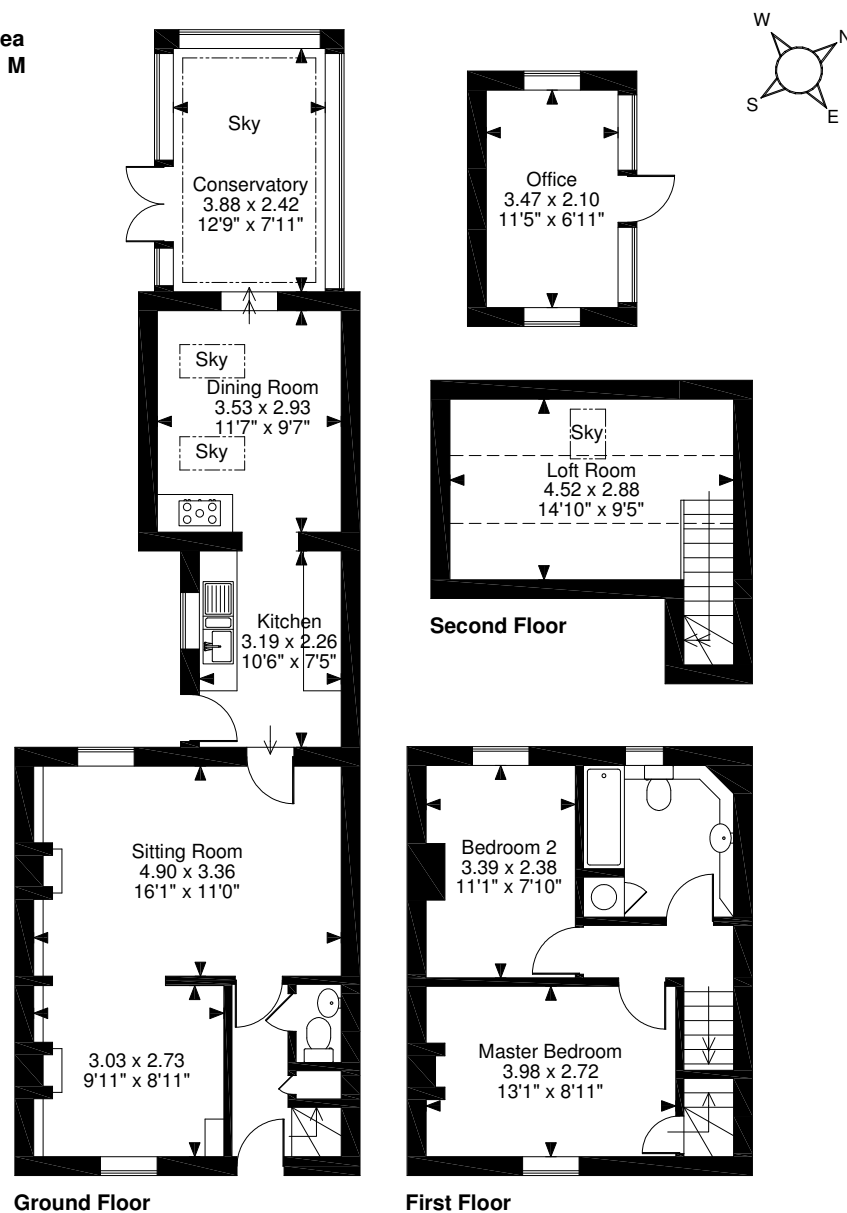 ea
M
W
N
S
E
Sky
Conservatory
3.88 x 2.42
12'9" x 7'11"
Office
3.47 x 2.10
11'5" x 6'11"
Sky
Dining Room
3.53 x 2.93
11'7" x 9'7"
Sky
Sky
Loft Room
4.52 x 2.88
14'10" x 9'5"
Second Floor
Kitchen
3.19 x 2.26
10'6" x 7'5"
Sitting Room
4.90 x 3.36
16'1" x 11'0"
Bedroom 2
3.39 x 2.38
11'1" x 7'10"
3.03 x 2.73
9'11" x 8'11"
Master Bedroom
3.98 x 2.72
13'1" x 8'11"
Ground Floor
First Floor